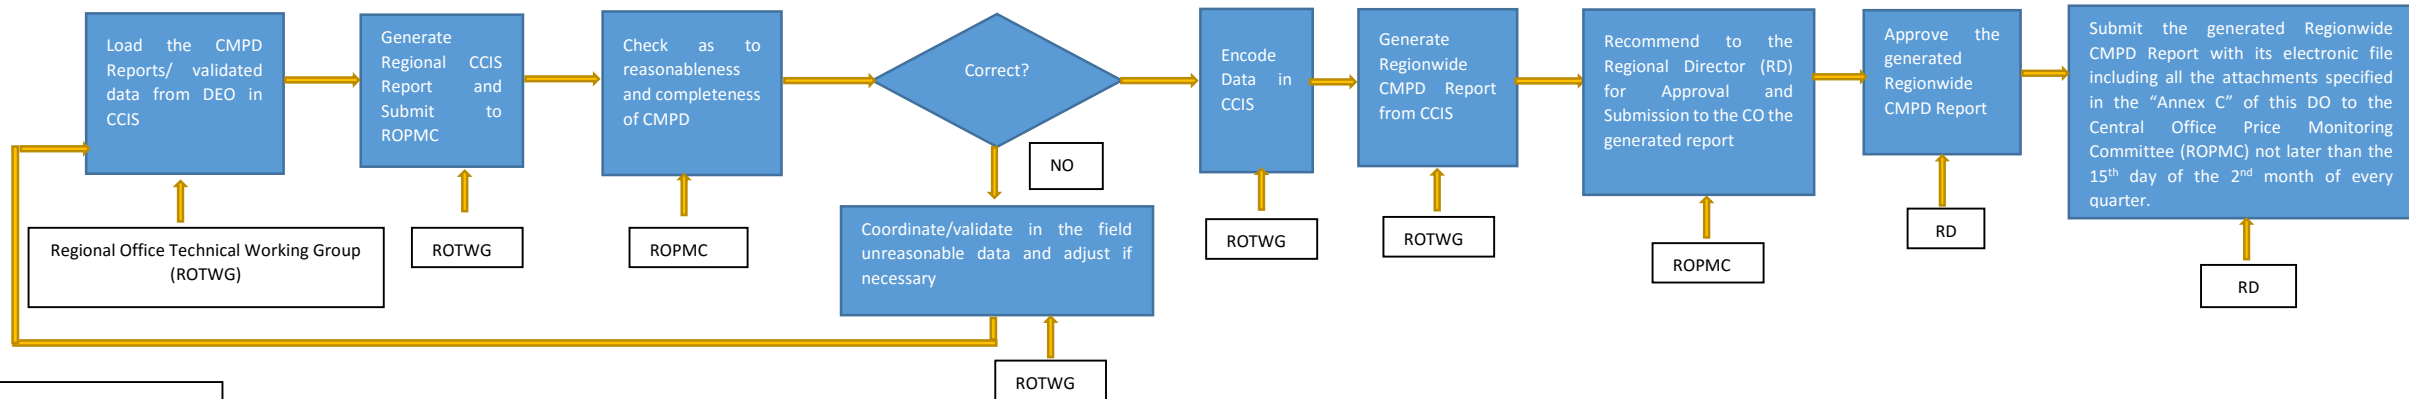 Load the CMPD
Reports/ validated
data from DEO in
CCIS
Regional Office Technical Working Group
(ROTWG)
Generate
Regional CCIS
Report and
Submit to
ROPMC
ROTWG
Check as to
reasonableness
and completeness
of CMPD
ROPMC
Correct?
NO
Coordinate/validate in the field
unreasonable data and adjust if
necessary
ROTWG
Encode
Data in
CCIS
ROTWG
Generate
Regionwide
CMPD Report
from CCIS
ROTWG
Recommend to the
Regional Director (RD)
for Approval and
Submission to the CO the
generated report
ROPMC
Approve the
generated
Regionwide
CMPD Report
RD
Submit the generated Regionwide
CMPD Report with its electronic file
including all the attachments specified
in the “Annex C” of this DO to the
Central Office Price Monitoring
Committee (ROPMC) not later than the
15th day of the 2nd month of every
quarter.
RD